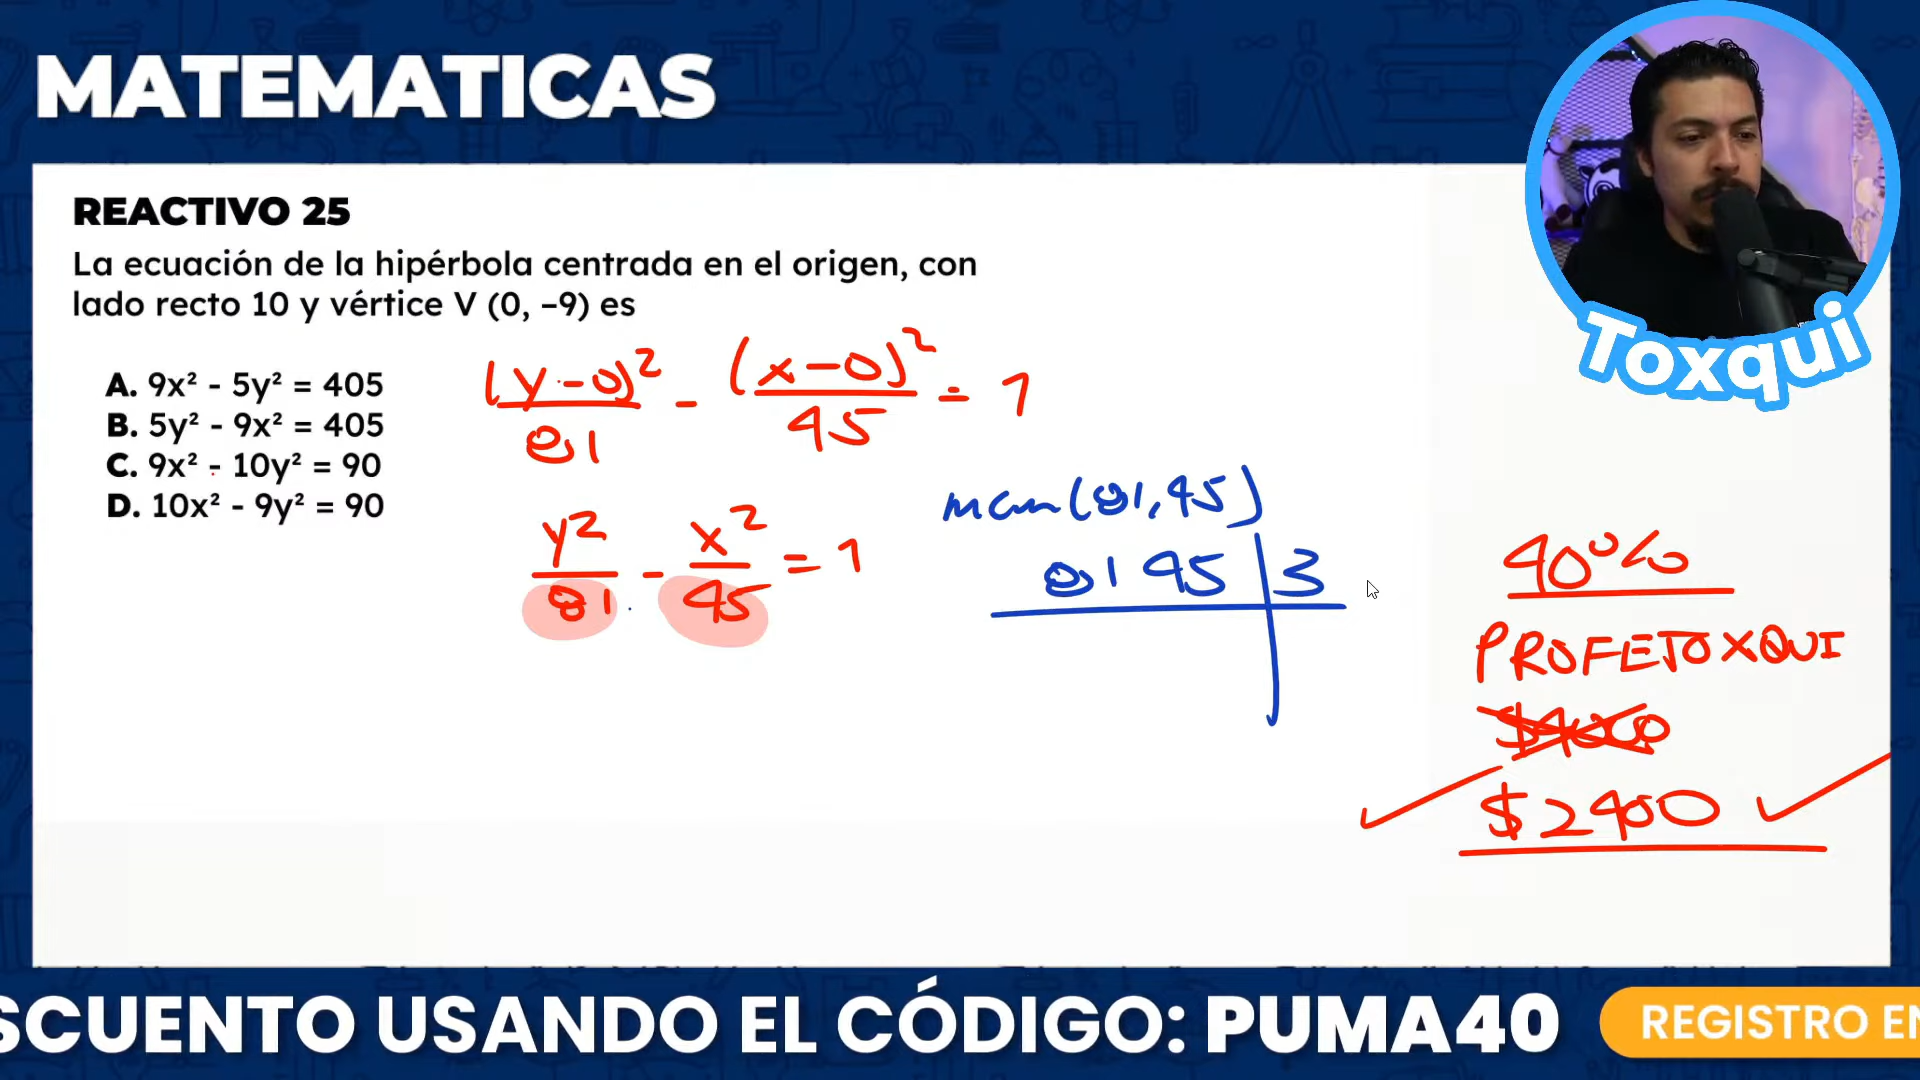 MATEMATICAS
Toxqui
REACTIVO 25
La ecuación de la hipérbola centrada en el origen, con
lado recto 10 y vértice V (0, –9) es
A. 9x² - 5y² = 405
B. 5y² - 9x² = 405
C. 9x² - 10y² = 90
D. 10x² - 9y² = 90
(y-0)²/81 - (x-0)²/45 = 1
y²/81 - x²/45 = 1
mcm(81,45)
81 45 | 3
40%
PROFETOXQUI
$4000
$2400
SCUENTO USANDO EL CÓDIGO: PUMA40
REGISTRO EN